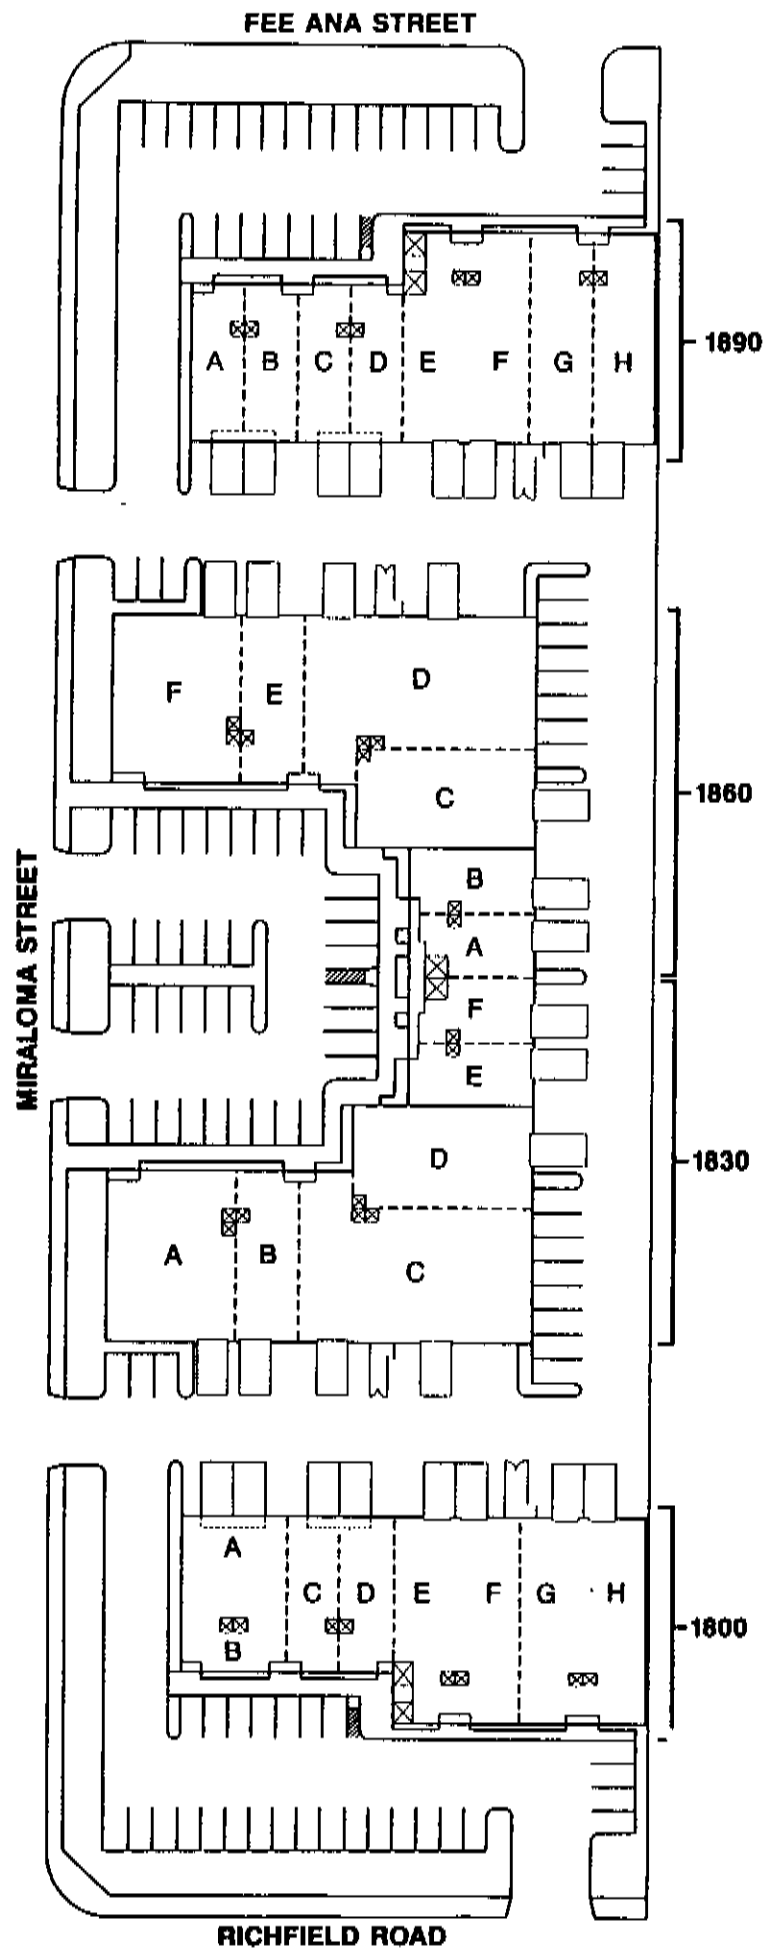 FEE ANA STREET
1890
A B C D E F G H
F E D
C
1860
B
A
F
E
MIRALOMA STREET
D
1830
A B C
A
C D E F G H
B
1800
RICHFIELD ROAD